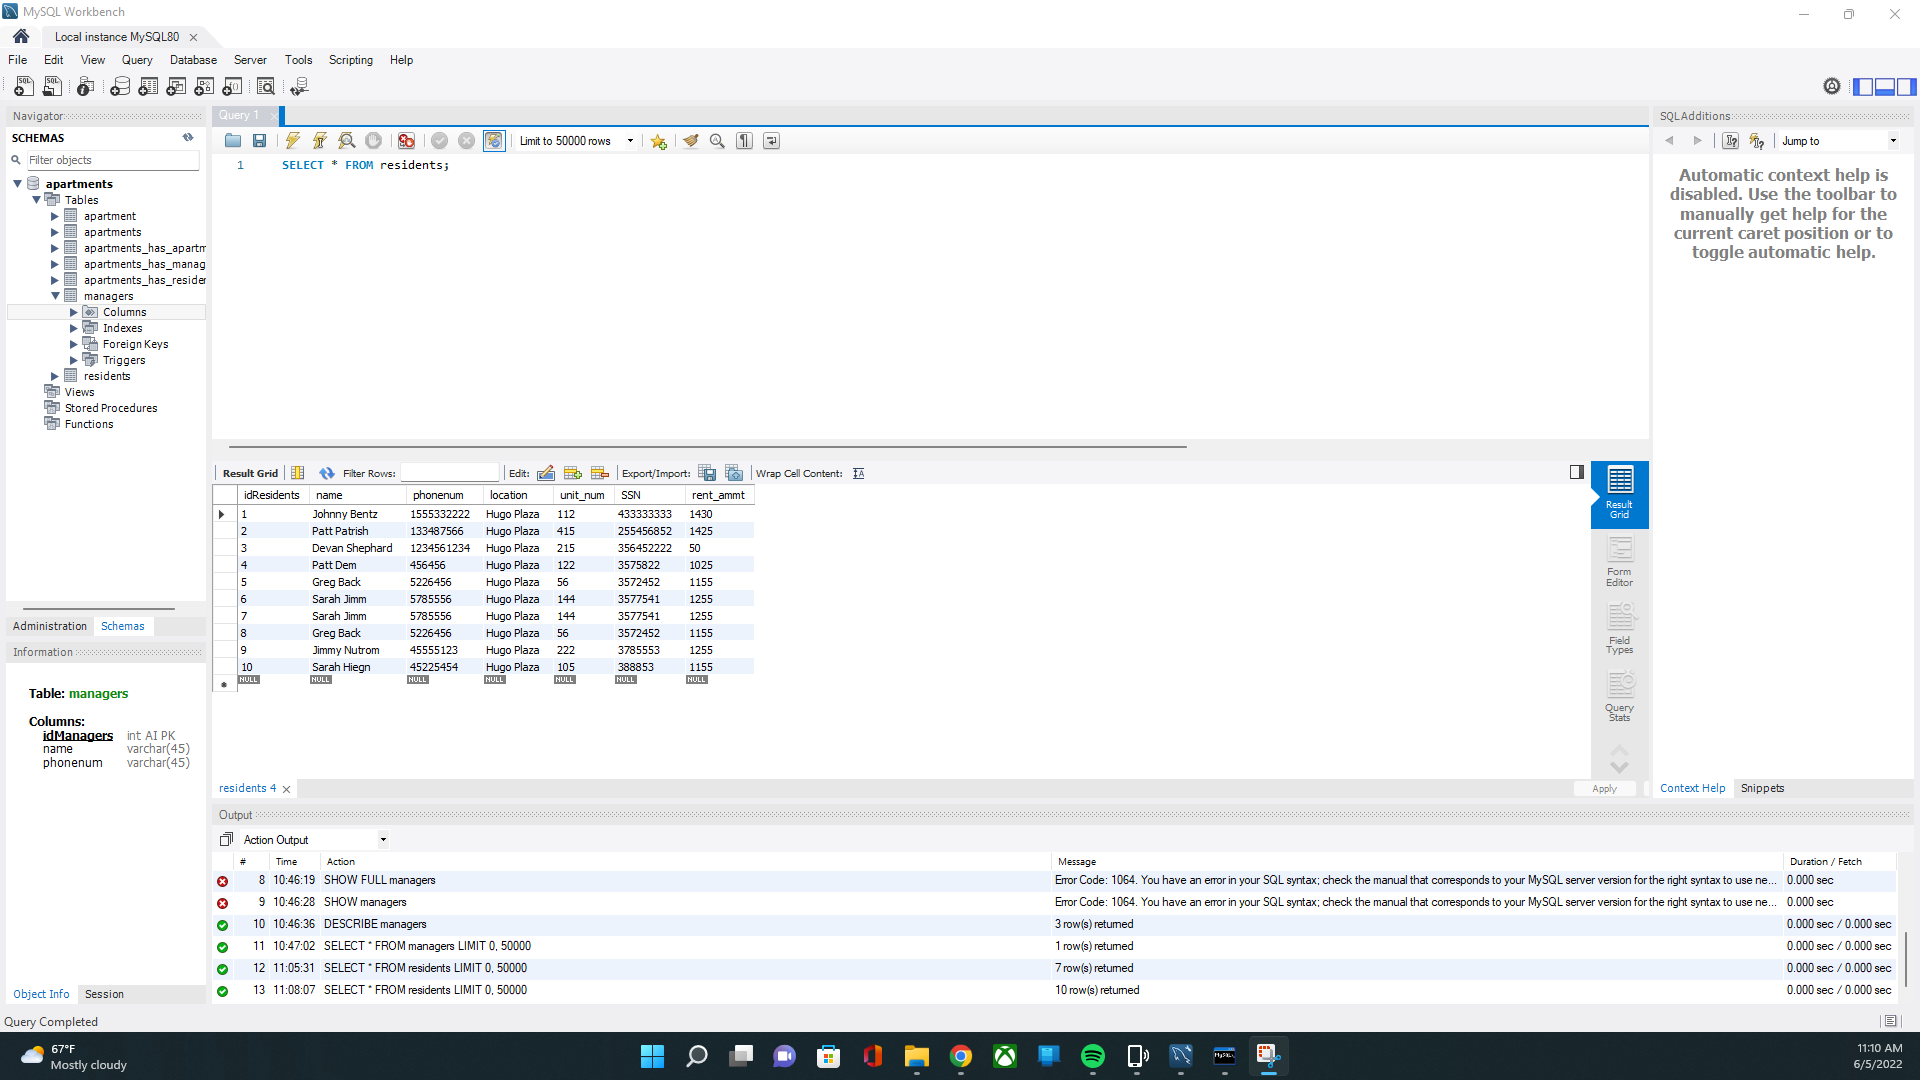 MySQL Workbench
Local instance MySQL80
File Edit View Query Database Server Tools Scripting Help
Navigator
SCHEMAS
Filter objects
apartments
Tables
apartment
apartments
apartments_has_apartm
apartments_has_manag
apartments_has_resider
managers
Columns
Indexes
Foreign Keys
Triggers
residents
Views
Stored Procedures
Functions
Administration Schemas
Information
Table: managers
Columns:
idManagers int AI PK
name varchar(45)
phonenum varchar(45)
Object Info Session
Query 1
Limit to 50000 rows
1 SELECT * FROM residents;
Result Grid Filter Rows: Edit: Export/Import: Wrap Cell Content:
idResidents name phonenum location unit_num SSN rent_ammt
1 Johnny Bentz 1555332222 Hugo Plaza 112 433333333 1430
2 Patt Patrish 133487566 Hugo Plaza 415 255456852 1425
3 Devan Shephard 1234561234 Hugo Plaza 215 356452222 50
4 Patt Dem 456456 Hugo Plaza 122 3575822 1025
5 Greg Back 5226456 Hugo Plaza 56 3572452 1155
6 Sarah Jimm 5785556 Hugo Plaza 144 3577541 1255
7 Sarah Jimm 5785556 Hugo Plaza 144 3577541 1255
8 Greg Back 5226456 Hugo Plaza 56 3572452 1155
9 Jimmy Nutrom 45555123 Hugo Plaza 222 3785553 1255
10 Sarah Hiegn 45225454 Hugo Plaza 105 388853 1155
NULL NULL NULL NULL NULL NULL NULL
Result
Grid
Form
Editor
Field
Types
Query
Stats
residents 4
Apply
SQLAdditions
Jump to
Automatic context help is
disabled. Use the toolbar to
manually get help for the
current caret position or to
toggle automatic help.
Context Help Snippets
Output
Action Output
# Time Action Message Duration / Fetch
8 10:46:19 SHOW FULL managers Error Code: 1064. You have an error in your SQL syntax; check the manual that corresponds to your MySQL server version for the right syntax to use ne... 0.000 sec
9 10:46:28 SHOW managers Error Code: 1064. You have an error in your SQL syntax; check the manual that corresponds to your MySQL server version for the right syntax to use ne... 0.000 sec
10 10:46:36 DESCRIBE managers 3 row(s) returned 0.000 sec / 0.000 sec
11 10:47:02 SELECT * FROM managers LIMIT 0, 50000 1 row(s) returned 0.000 sec / 0.000 sec
12 11:05:31 SELECT * FROM residents LIMIT 0, 50000 7 row(s) returned 0.000 sec / 0.000 sec
13 11:08:07 SELECT * FROM residents LIMIT 0, 50000 10 row(s) returned 0.000 sec / 0.000 sec
Query Completed
67°F
Mostly cloudy
11:10 AM
6/5/2022